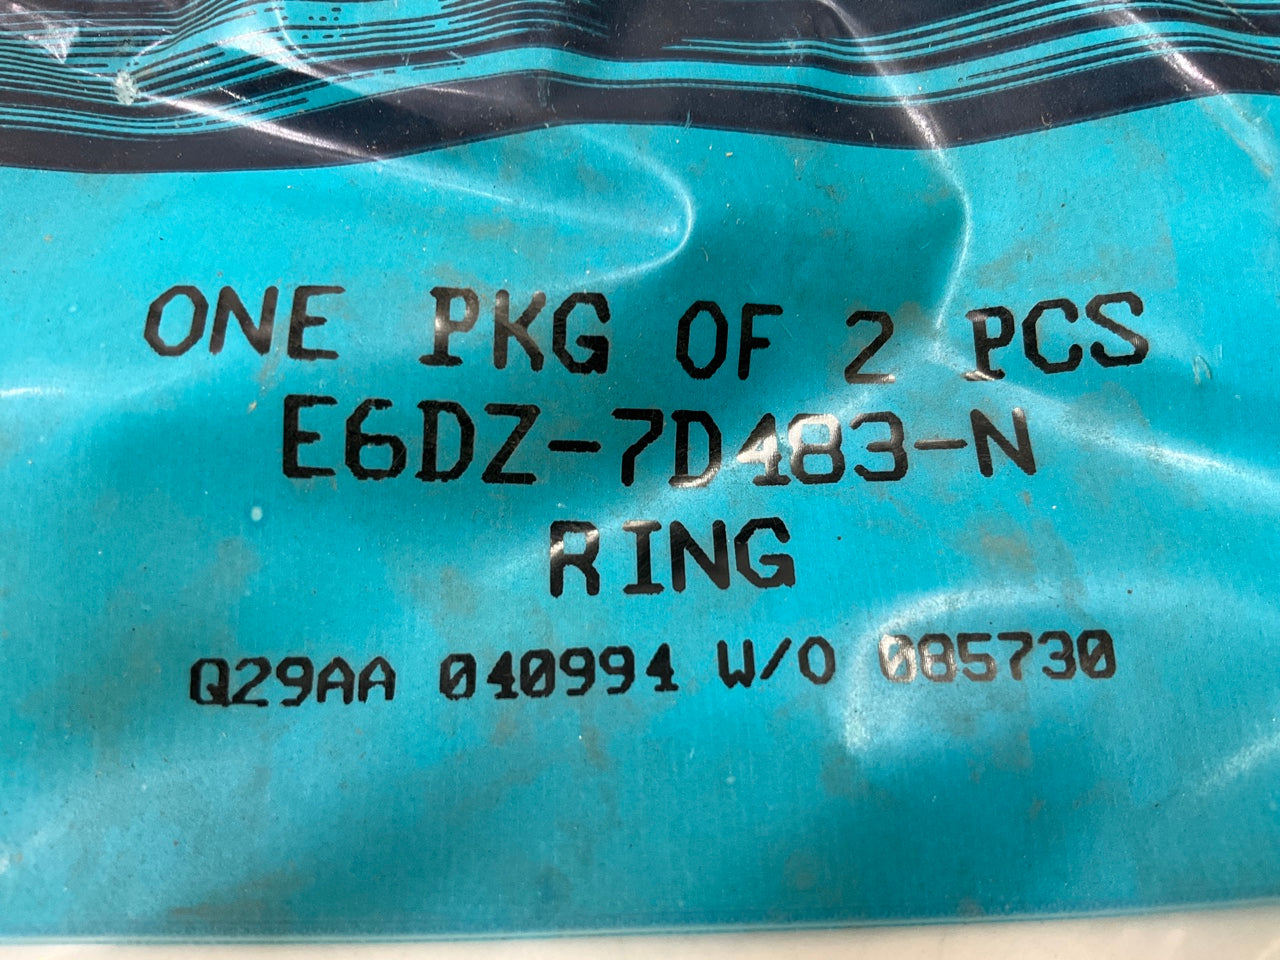 ONE PKG OF 2 PCS
E6DZ-7D483-N
RING
Q29AA 040994 W/O 085730